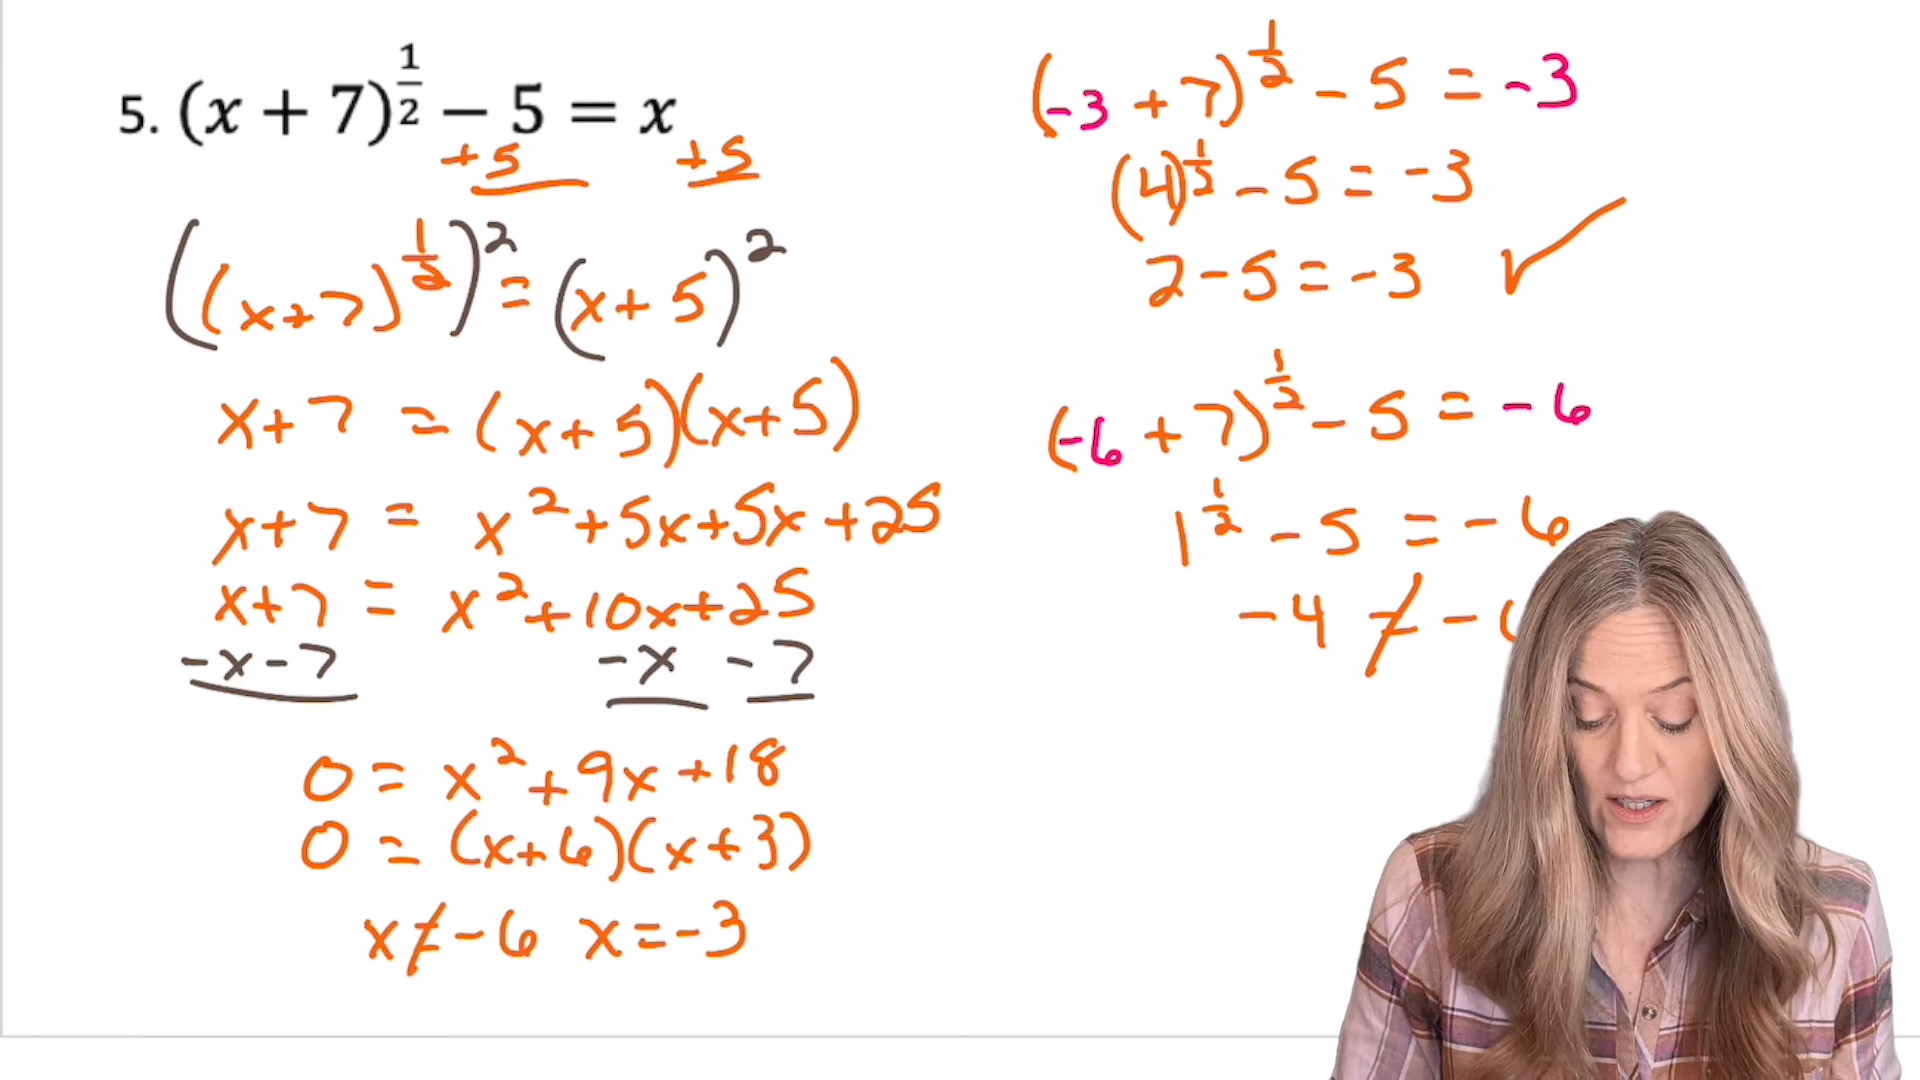 5. (x + 7)^(1/2) − 5 = x
+5 +5
((x+7)^(1/2))^2 = (x+5)^2
x+7 = (x+5)(x+5)
x+7 = x^2+5x+5x+25
x+7 = x^2+10x+25
-x-7 -x -7
0 = x^2+9x+18
0 = (x+6)(x+3)
x≠-6 x=-3
(-3+7)^(1/2) - 5 = -3
(4)^(1/2) - 5 = -3
2-5 = -3 ✓
(-6+7)^(1/2) - 5 = -6
1^(1/2) - 5 = -6
-4 ≠ -